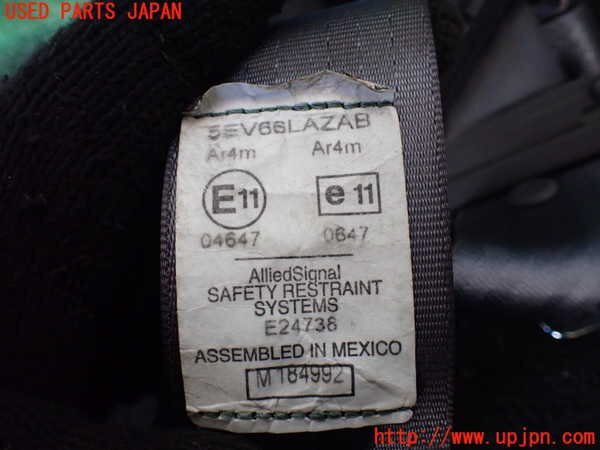 USED PARTS JAPAN
5EV66LAZAB
Ar4m Ar4m
E11 e11
04647 0647
AlliedSignal
SAFETY RESTRAINT
SYSTEMS
E24738
ASSEMBLED IN MEXICO
M 184992
http://www.upjpn.com/